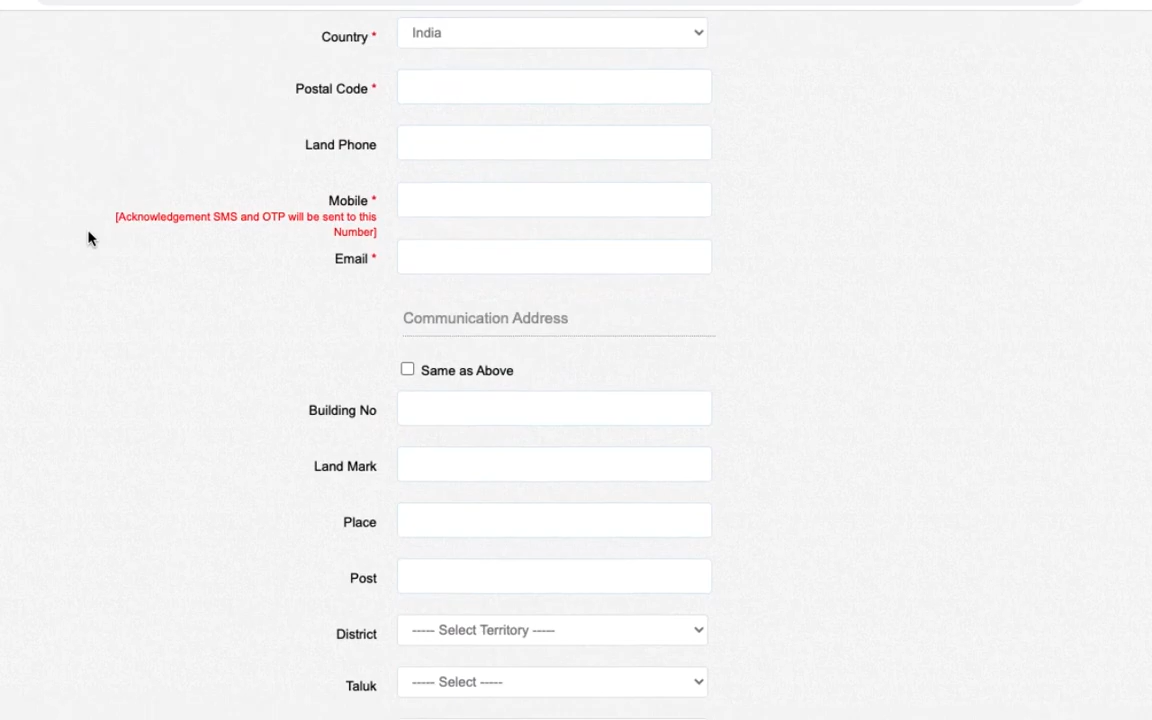 Country *
India
Postal Code *
Land Phone
Mobile *
[Acknowledgement SMS and OTP will be sent to this
Number]
Email *
Communication Address
Same as Above
Building No
Land Mark
Place
Post
District
----- Select Territory -----
Taluk
----- Select -----